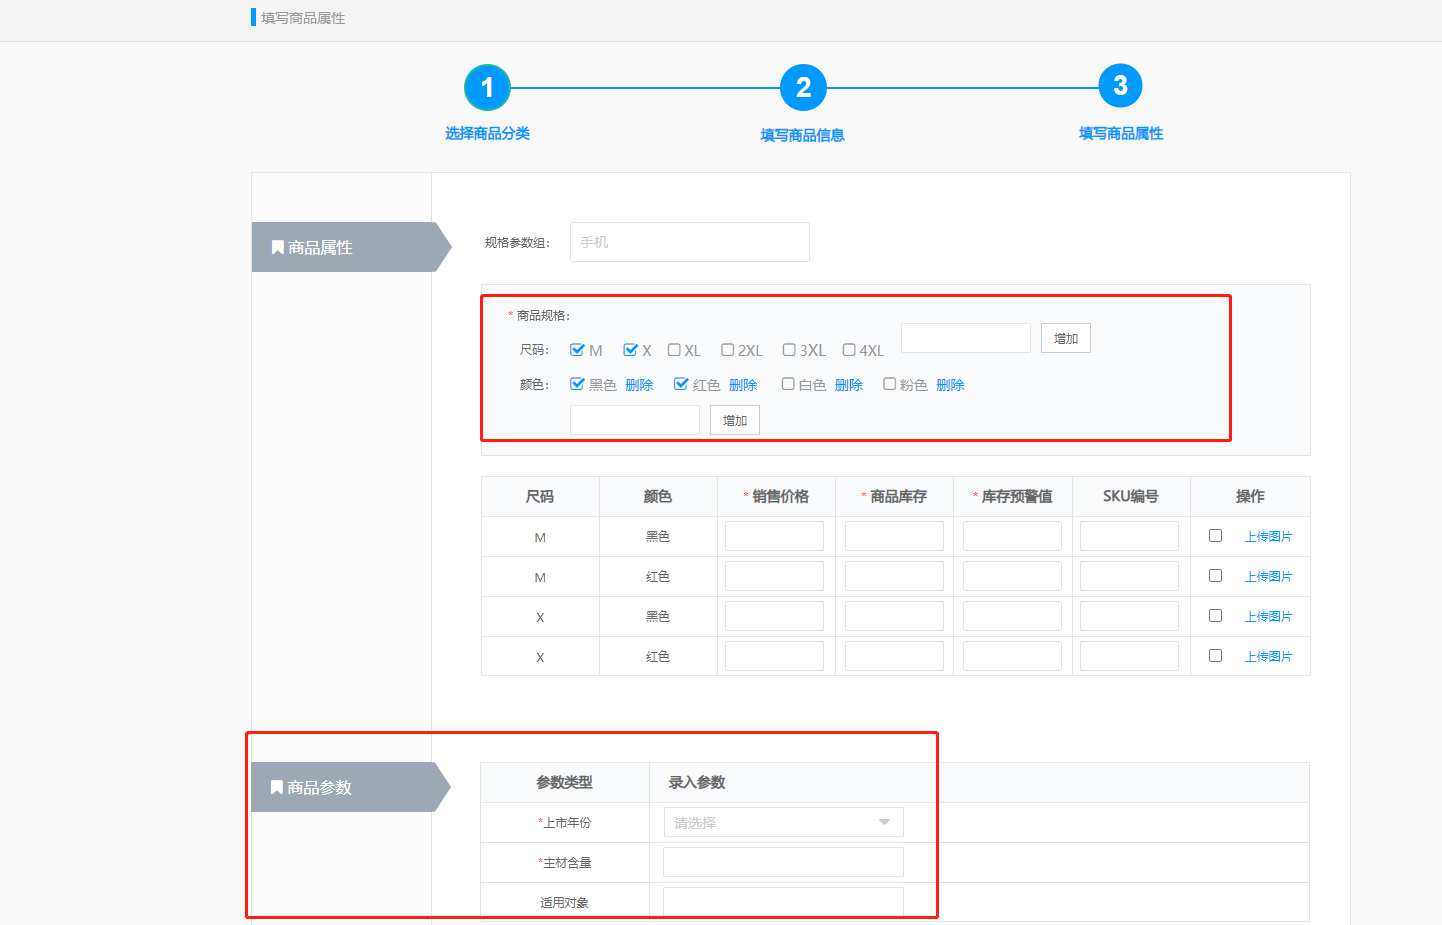 填写商品属性
1 2 3
选择商品分类 填写商品信息 填写商品属性
商品属性
规格参数组： 手机
* 商品规格：
尺码： M X XL 2XL 3XL 4XL 增加
颜色： 黑色 删除 红色 删除 白色 删除 粉色 删除
增加
尺码 颜色 * 销售价格 * 商品库存 * 库存预警值 SKU编号 操作
M 黑色 上传图片
M 红色 上传图片
X 黑色 上传图片
X 红色 上传图片
商品参数
参数类型 录入参数
*上市年份 请选择
*主材含量
适用对象